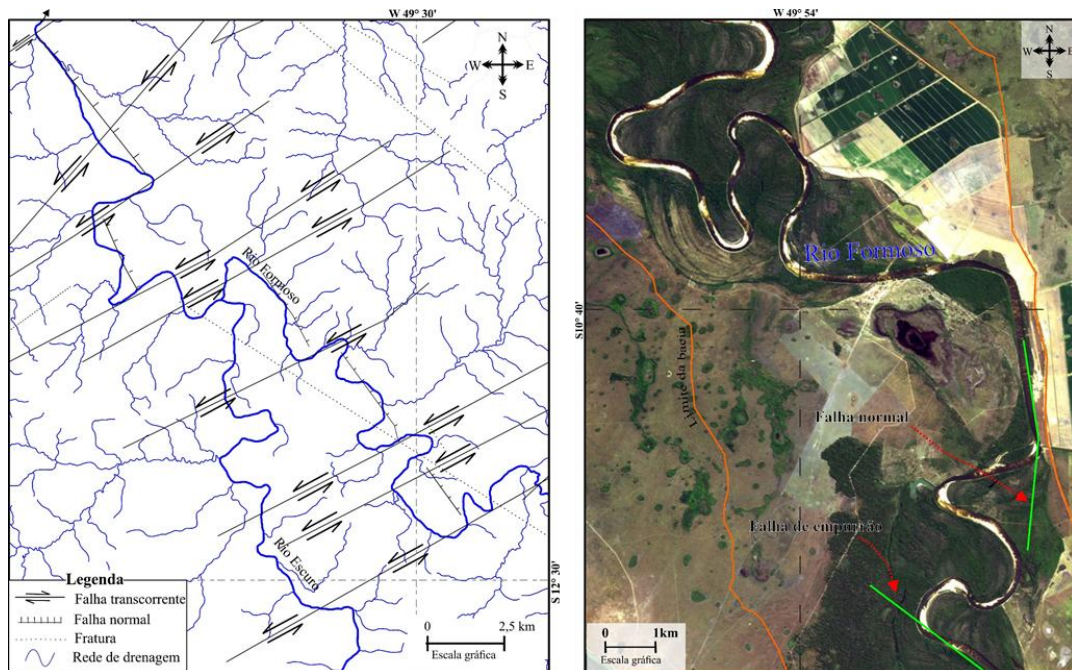 W 49° 30'
N
W E
S
Rio Formoso
Rio Escuro
S 12° 30'
Legenda
Falha transcorrente
Falha normal
Fratura
Rede de drenagem
0 2,5 km
Escala gráfica
W 49° 54'
N
W E
S
Rio Formoso
S10° 40'
Limite da bacia
Falha normal
Falha de empurrão
0 1km
Escala gráfica